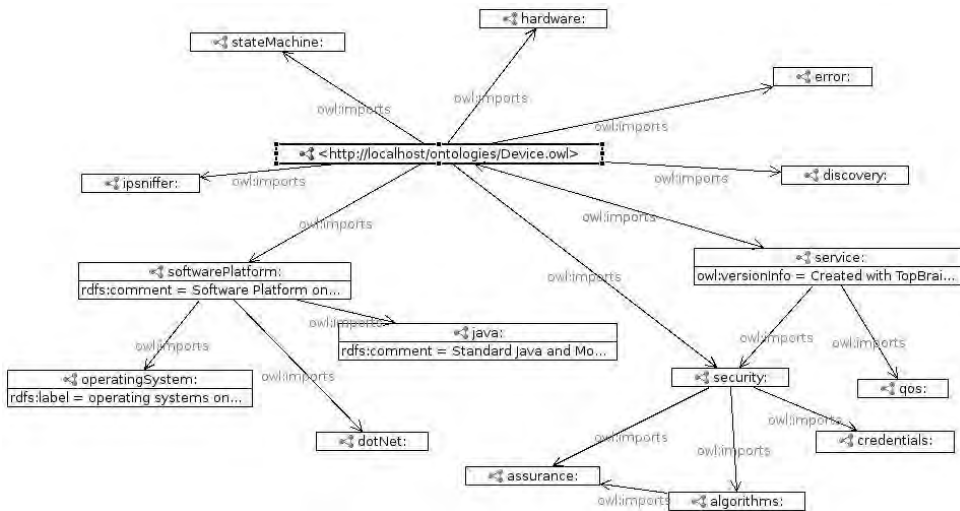 hardware:
stateMachine:
error:
owl:imports
owl:imports
owl:imports
<http://localhost/ontologies/Device.owl>
ipsniffer:
owl:imports
owl:imports
discovery:
owl:imports
owl:imports
softwarePlatform:
rdfs:comment = Software Platform on...
service:
owl:versionInfo = Created with TopBrai...
owl:imports
owl:imports
java:
rdfs:comment = Standard Java and Mo...
owl:imports
owl:imports
owl:imports
operatingSystem:
rdfs:label = operating systems on...
owl:imports
security:
qos:
dotNet:
owl:imports
owl:imports
credentials:
owl:imports
assurance:
owl:imports
algorithms: